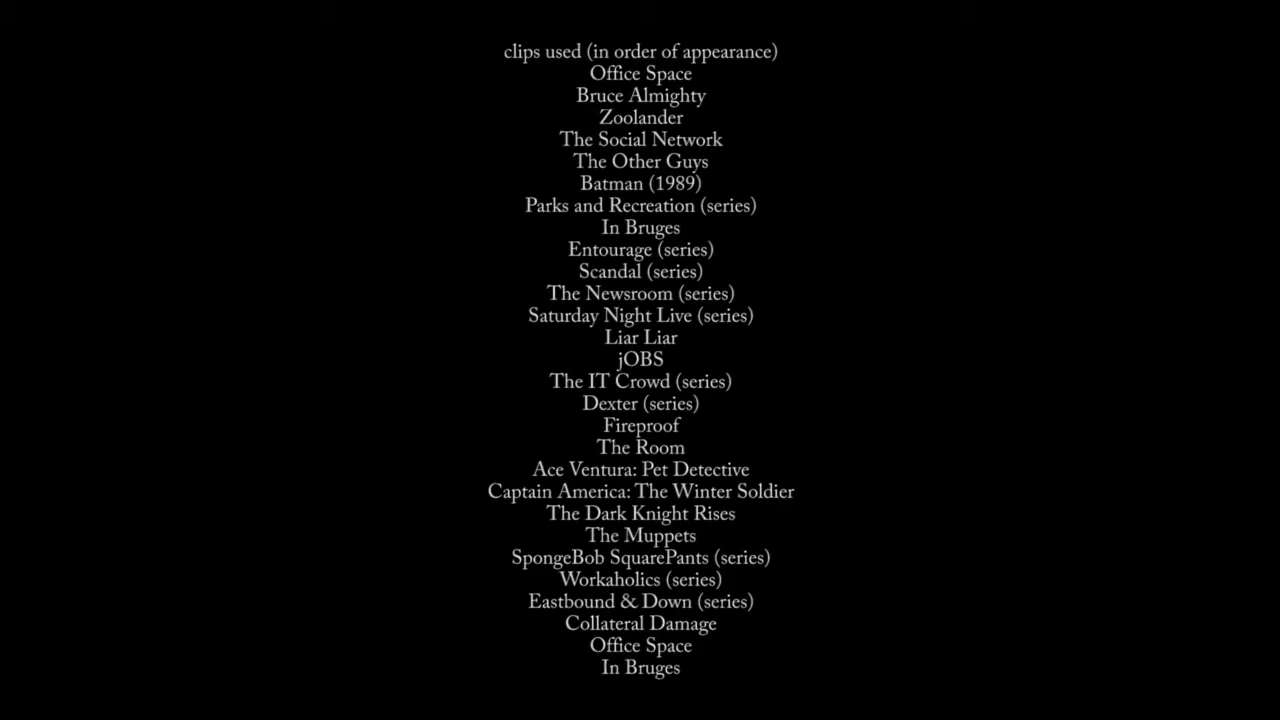 clips used (in order of appearance)
Office Space
Bruce Almighty
Zoolander
The Social Network
The Other Guys
Batman (1989)
Parks and Recreation (series)
In Bruges
Entourage (series)
Scandal (series)
The Newsroom (series)
Saturday Night Live (series)
Liar Liar
jOBS
The IT Crowd (series)
Dexter (series)
Fireproof
The Room
Ace Ventura: Pet Detective
Captain America: The Winter Soldier
The Dark Knight Rises
The Muppets
SpongeBob SquarePants (series)
Workaholics (series)
Eastbound & Down (series)
Collateral Damage
Office Space
In Bruges